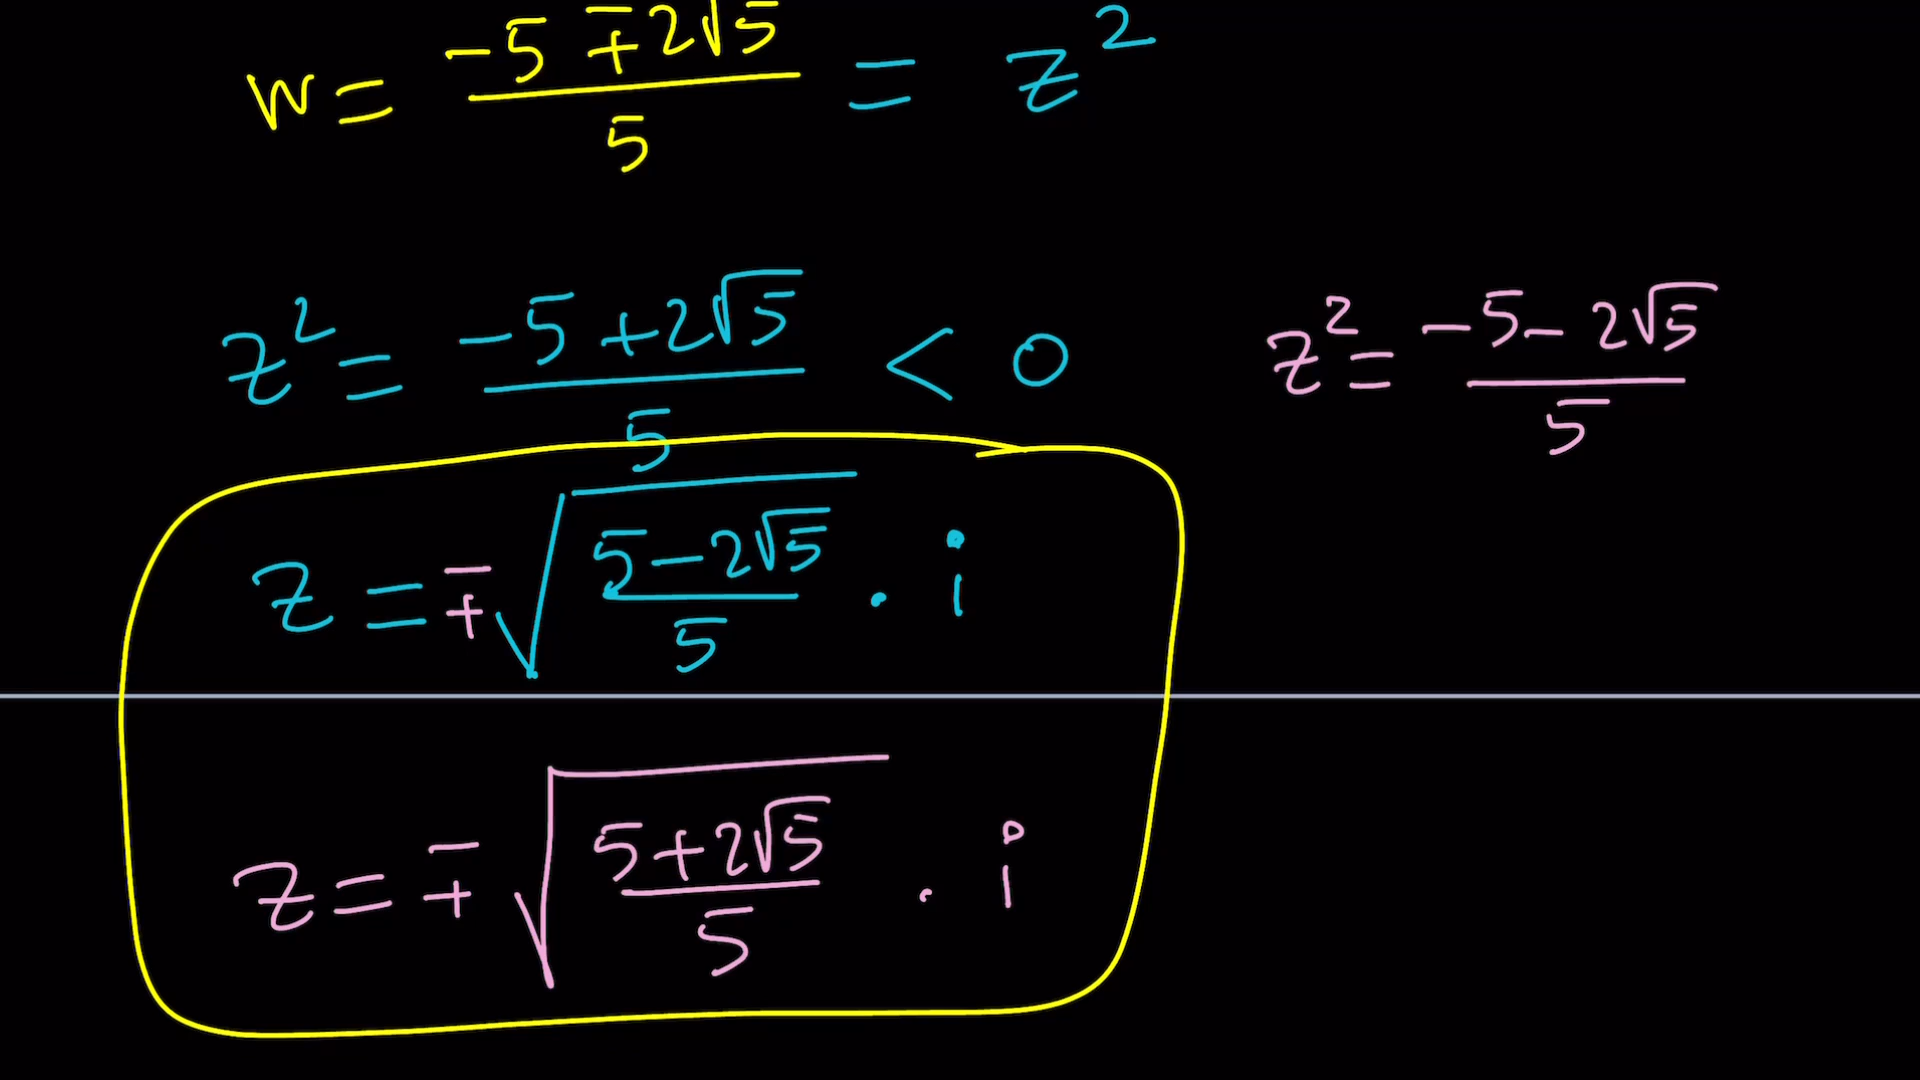 w = (-5 ∓ 2√5)/5 = z²
z² = (-5 + 2√5)/5 < 0
z² = (-5 - 2√5)/5
z = ∓√((5 - 2√5)/5) · i
z = ∓√((5 + 2√5)/5) · i